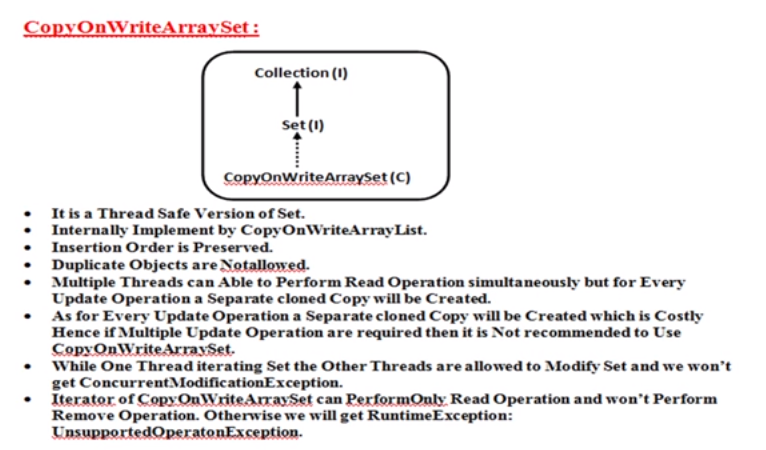 CopyOnWriteArraySet :
Collection (I)
Set (I)
CopyOnWriteArraySet (C)
• It is a Thread Safe Version of Set.
• Internally Implement by CopyOnWriteArrayList.
• Insertion Order is Preserved.
• Duplicate Objects are Notallowed.
• Multiple Threads can Able to Perform Read Operation simultaneously but for Every
Update Operation a Separate cloned Copy will be Created.
• As for Every Update Operation a Separate cloned Copy will be Created which is Costly
Hence if Multiple Update Operation are required then it is Not recommended to Use
CopyOnWriteArraySet.
• While One Thread iterating Set the Other Threads are allowed to Modify Set and we won't
get ConcurrentModificationException.
• Iterator of CopyOnWriteArraySet can PerformOnly Read Operation and won't Perform
Remove Operation. Otherwise we will get RuntimeException:
UnsupportedOperatonException.